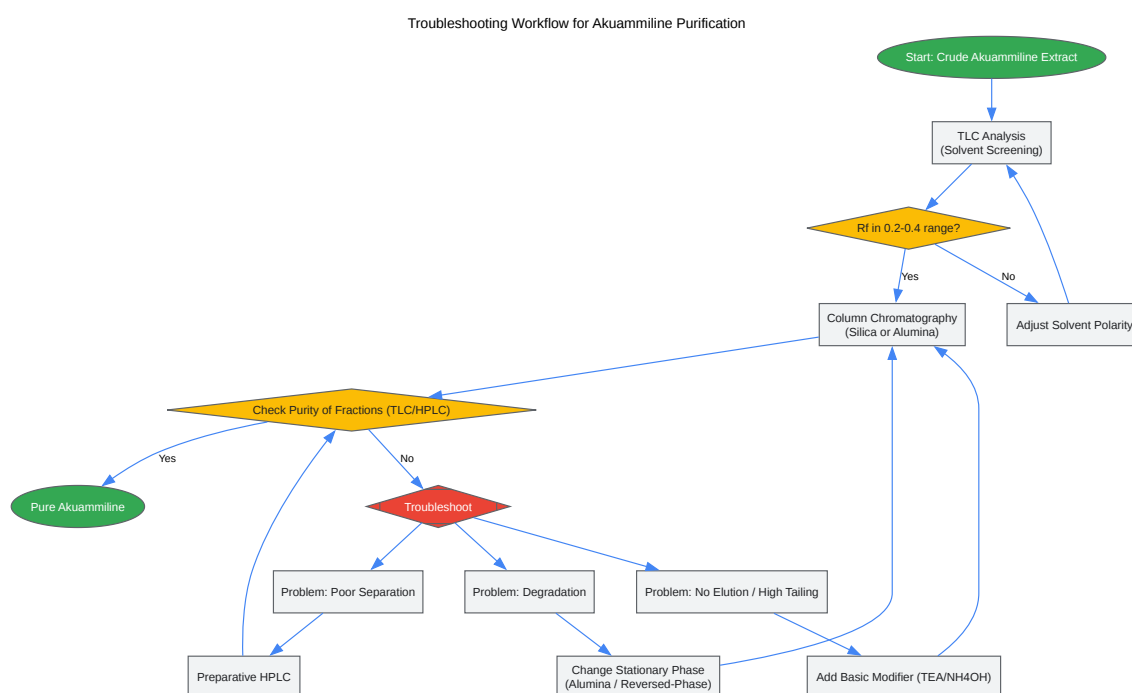 Troubleshooting Workflow for Akuammiline Purification
Start: Crude Akuammiline Extract
TLC Analysis
(Solvent Screening)
Rf in 0.2-0.4 range?
Yes
No
Column Chromatography
(Silica or Alumina)
Adjust Solvent Polarity
Check Purity of Fractions (TLC/HPLC)
Yes
No
Pure Akuammiline
Troubleshoot
Problem: Poor Separation
Problem: Degradation
Problem: No Elution / High Tailing
Preparative HPLC
Change Stationary Phase
(Alumina / Reversed-Phase)
Add Basic Modifier (TEA/NH4OH)